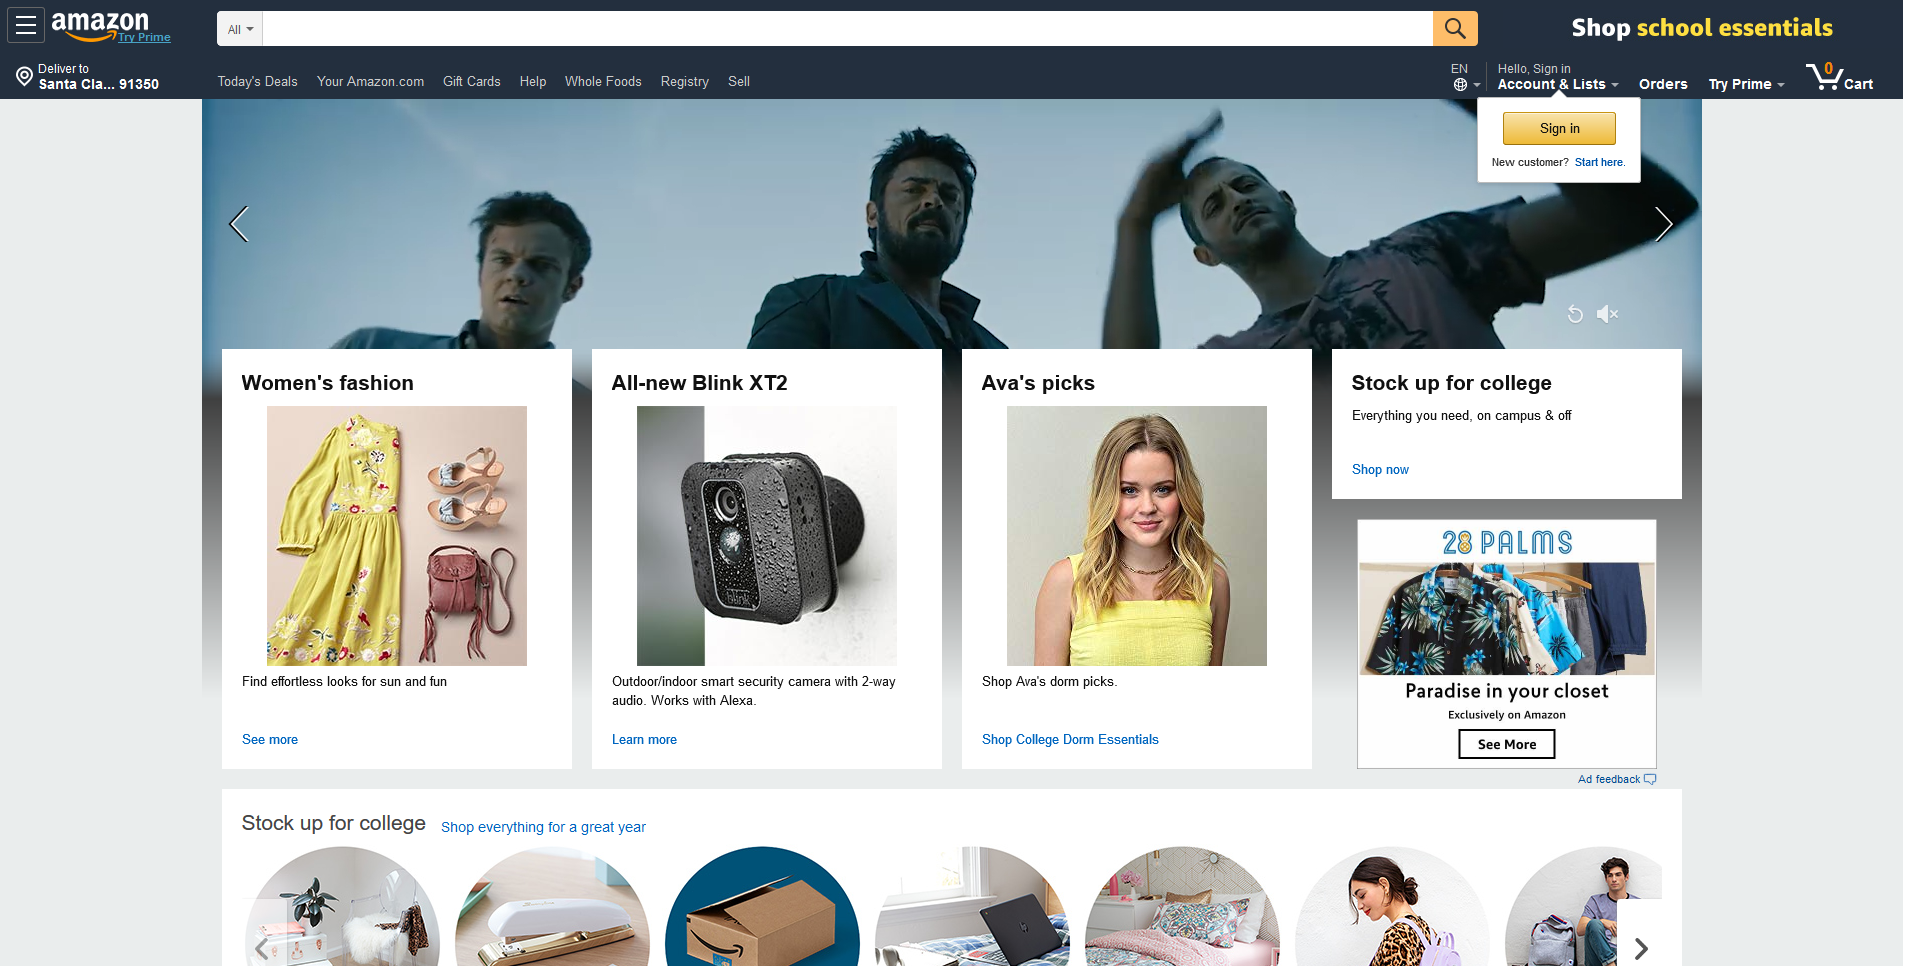 amazon
Try Prime
All
Shop school essentials
Deliver to
Santa Cla... 91350
Today's Deals
Your Amazon.com
Gift Cards
Help
Whole Foods
Registry
Sell
EN
Hello, Sign in
Account & Lists
Orders
Try Prime
0
Cart
Sign in
New customer? Start here.
Women's fashion
Find effortless looks for sun and fun
See more
All-new Blink XT2
blink
Outdoor/indoor smart security camera with 2-way
audio. Works with Alexa.
Learn more
Ava's picks
Shop Ava's dorm picks.
Shop College Dorm Essentials
Stock up for college
Everything you need, on campus & off
Shop now
28 PALMS
Paradise in your closet
Exclusively on Amazon
See More
Ad feedback
Stock up for college
Shop everything for a great year